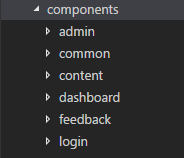 components
admin
common
content
dashboard
feedback
login